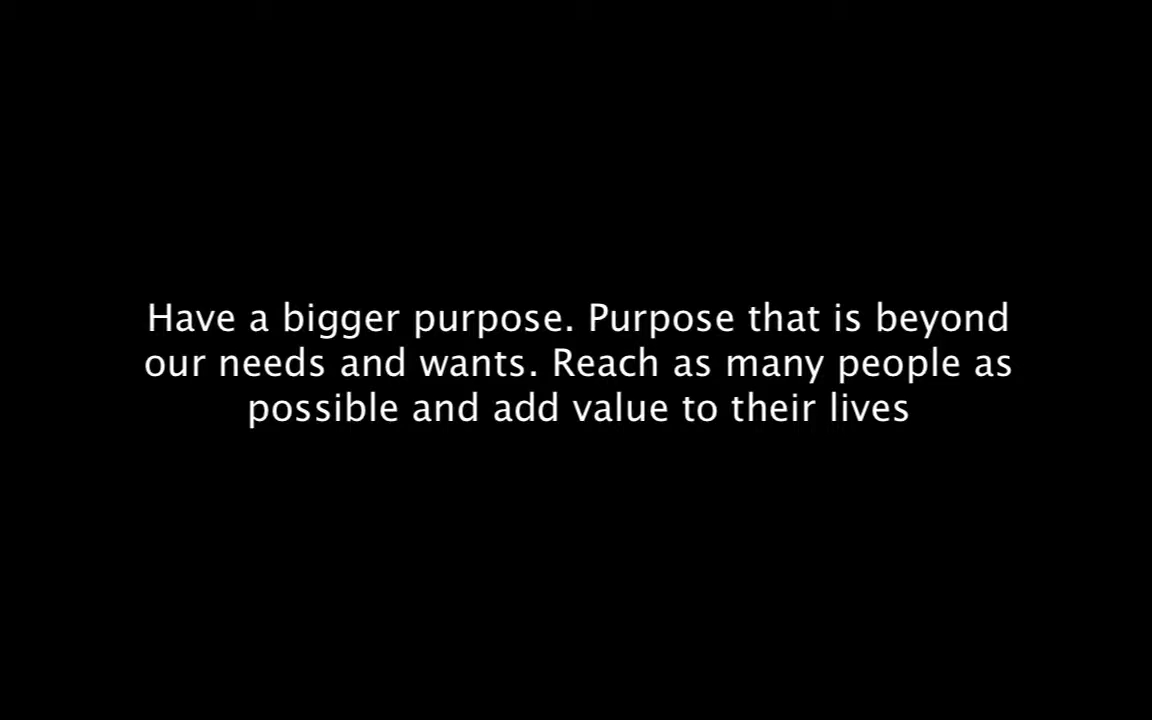 Have a bigger purpose. Purpose that is beyond
our needs and wants. Reach as many people as
possible and add value to their lives